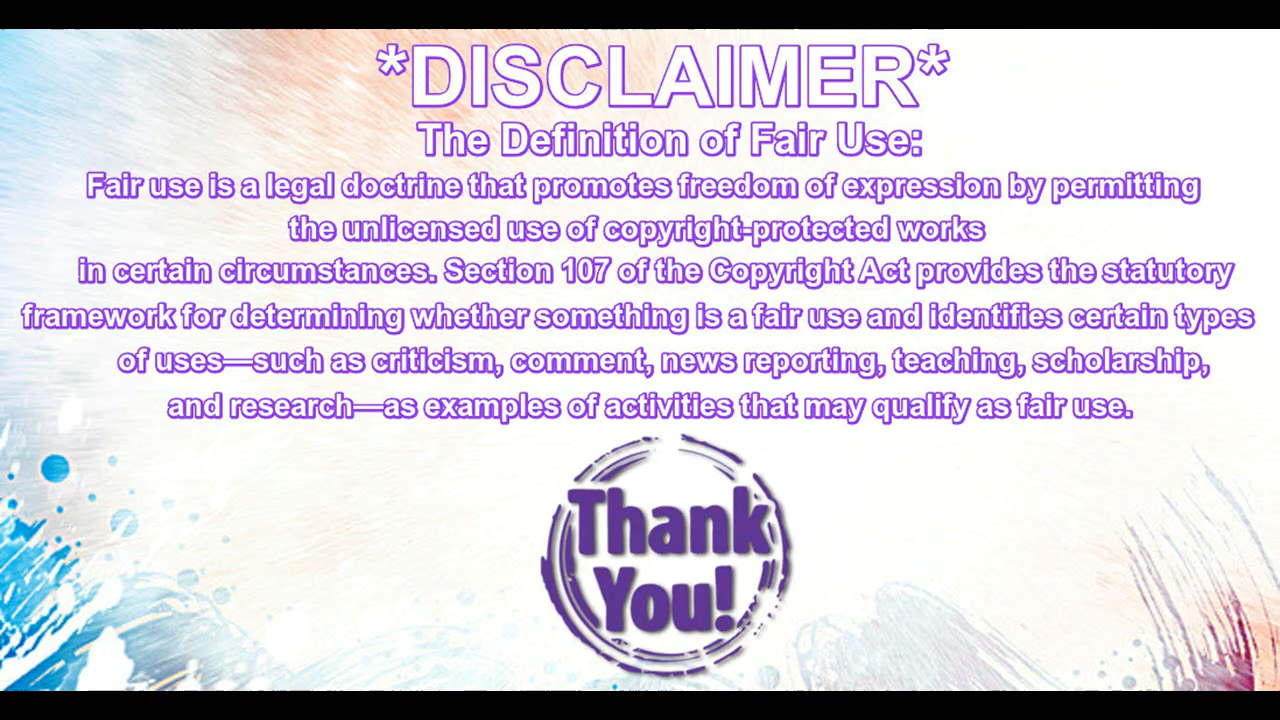 *DISCLAIMER*
The Definition of Fair Use:
Fair use is a legal doctrine that promotes freedom of expression by permitting
the unlicensed use of copyright-protected works
in certain circumstances. Section 107 of the Copyright Act provides the statutory
framework for determining whether something is a fair use and identifies certain types
of uses—such as criticism, comment, news reporting, teaching, scholarship,
and research—as examples of activities that may qualify as fair use.
Thank
You!